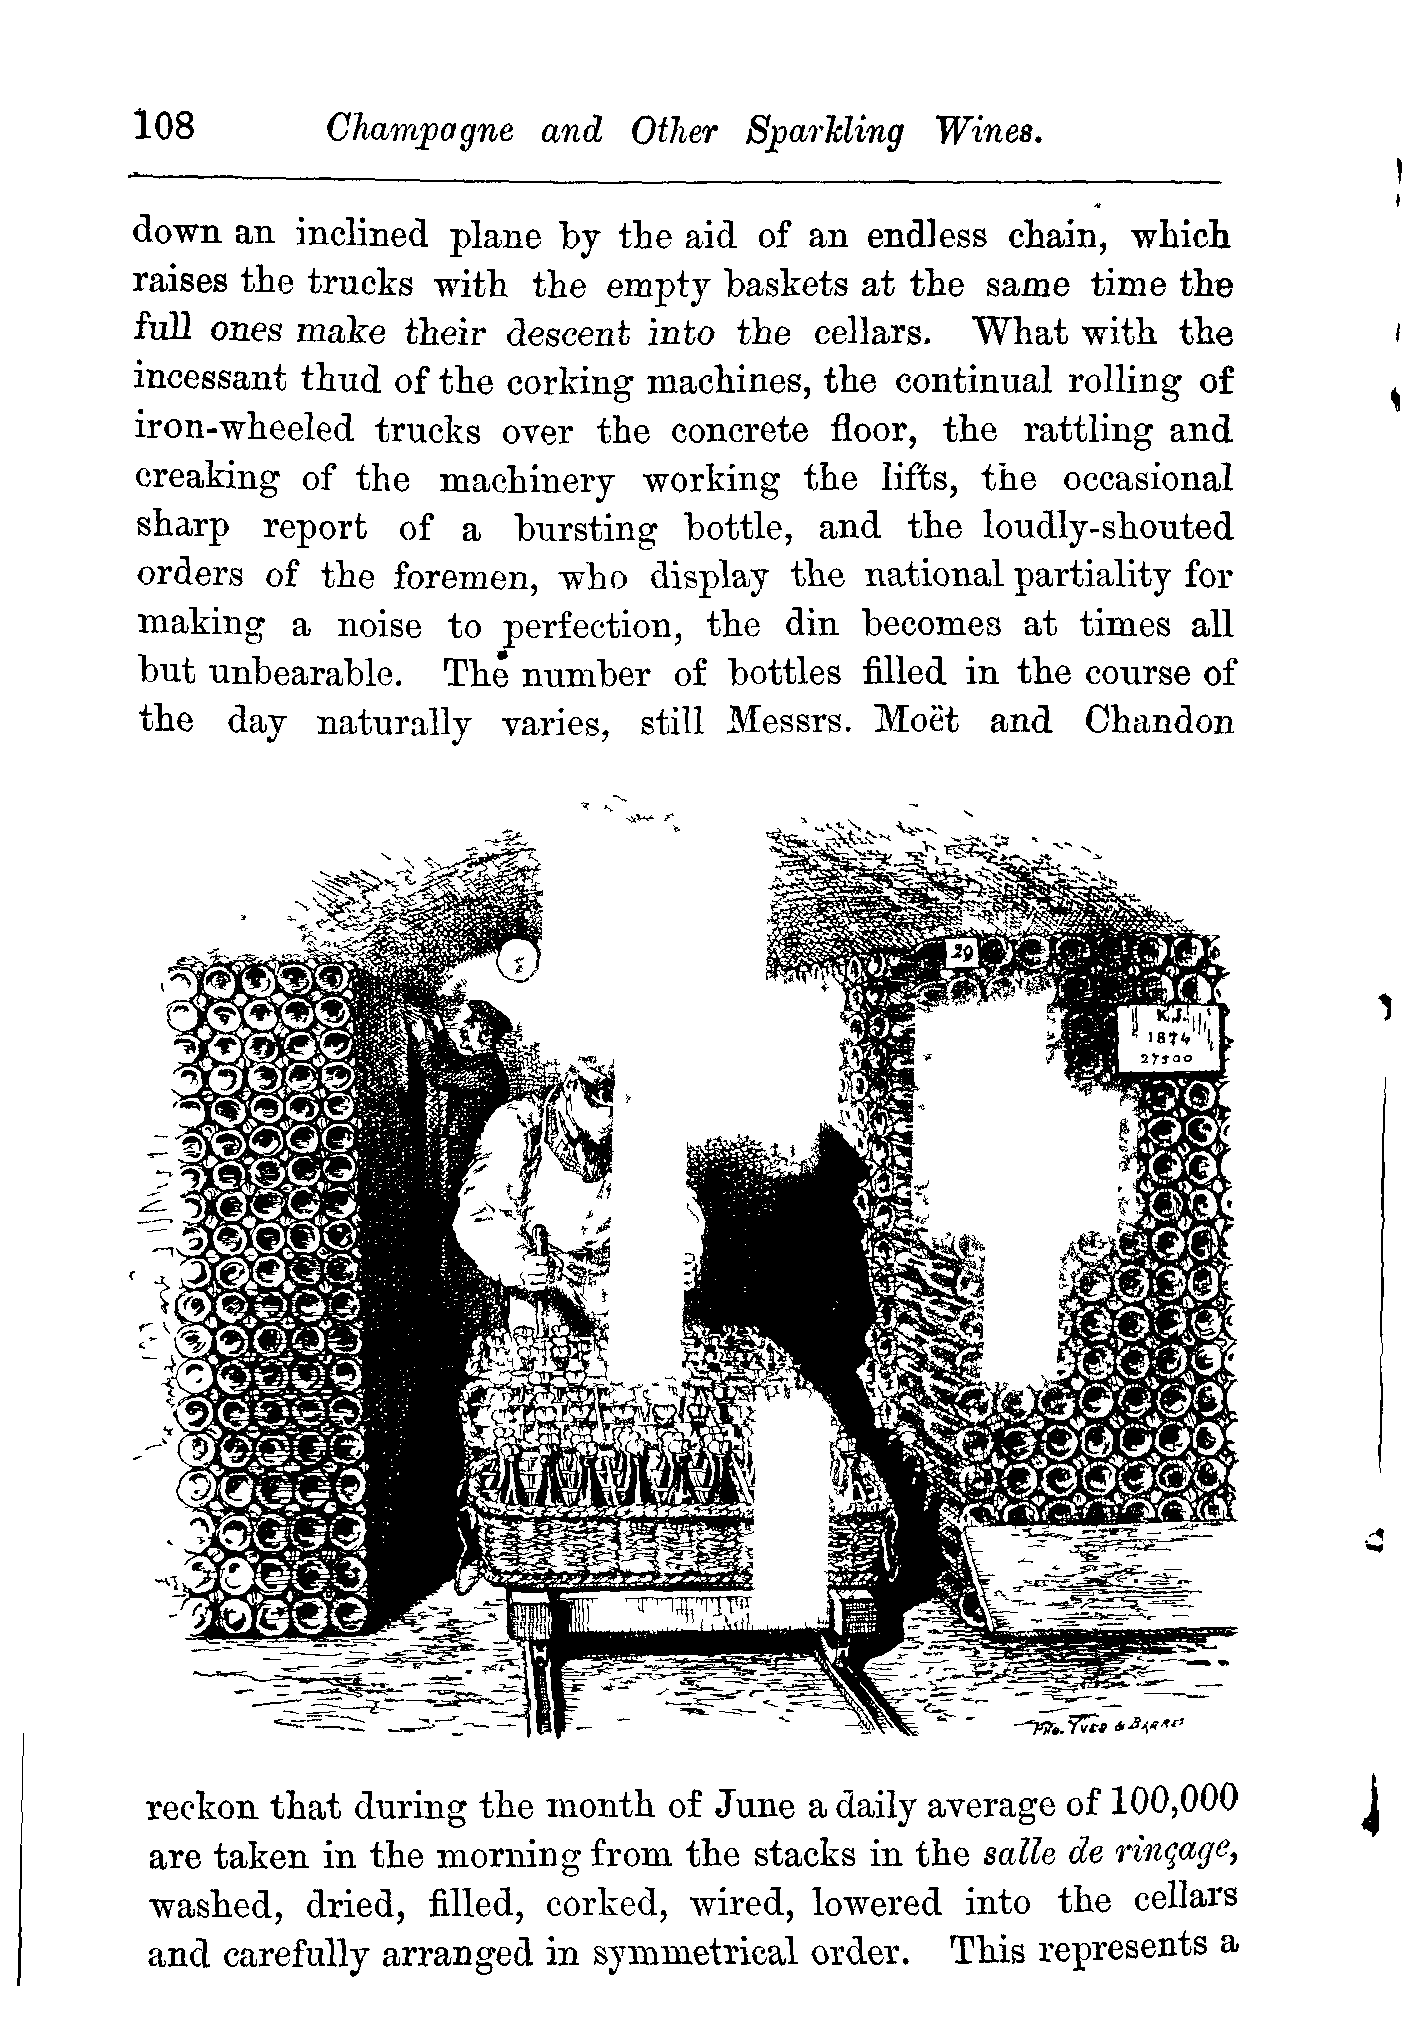 108 Champagne and Other Sparkling Wines.
down an inclined plane by the aid of an endless chain, which
raises the trucks with the empty baskets at the same time the
full ones make their descent into the cellars. What with the
incessant thud of the corking machines, the continual rolling of
iron-wheeled trucks over the concrete floor, the rattling and
creaking of the machinery working the lifts, the occasional
sharp report of a bursting bottle, and the loudly-shouted
orders of the foremen, who display the national partiality for
making a noise to perfection, the din becomes at times all
but unbearable. The number of bottles filled in the course of
the day naturally varies, still Messrs. Moët and Chandon
29
K.J.
1874
27500
reckon that during the month of June a daily average of 100,000
are taken in the morning from the stacks in the salle de rinçage,
washed, dried, filled, corked, wired, lowered into the cellars
and carefully arranged in symmetrical order. This represents a